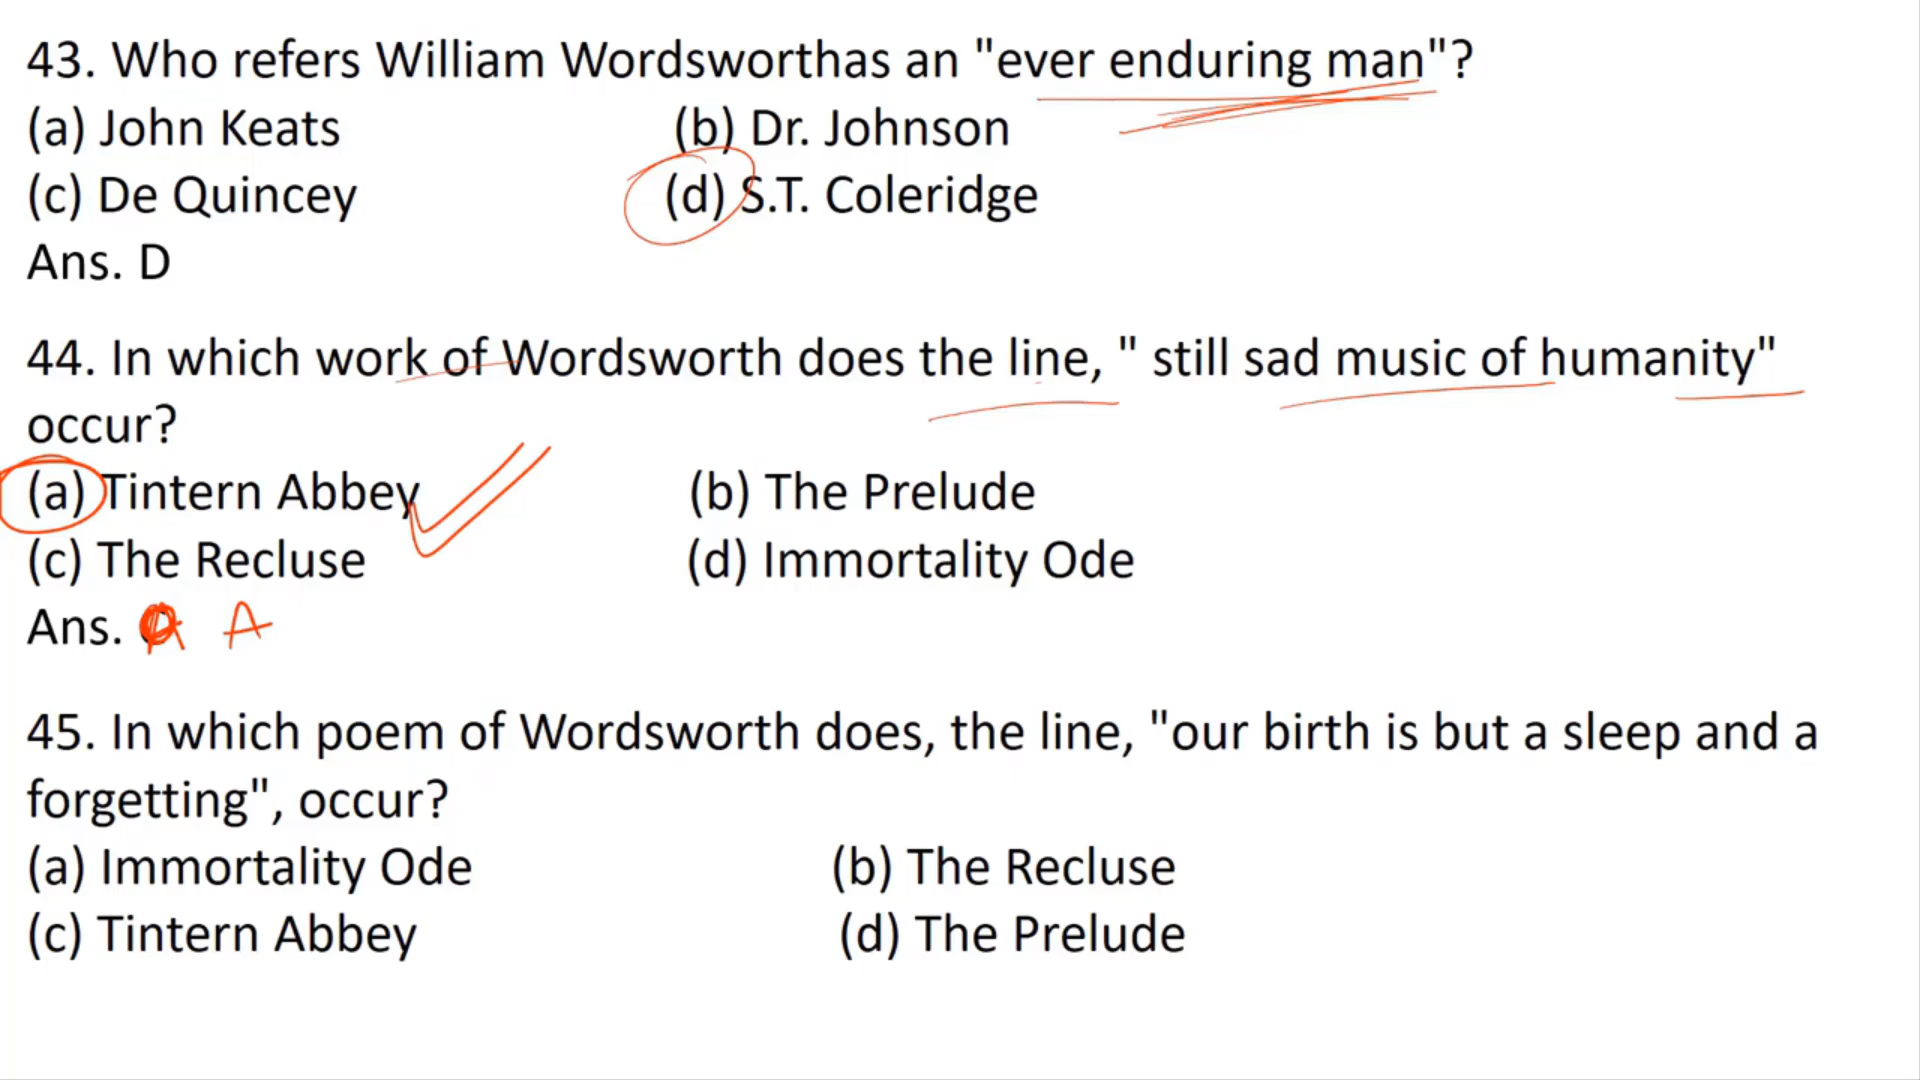 43. Who refers William Wordsworthas an "ever enduring man"?
(a) John Keats (b) Dr. Johnson
(c) De Quincey (d) S.T. Coleridge
Ans. D
44. In which work of Wordsworth does the line, " still sad music of humanity"
occur?
(a) Tintern Abbey (b) The Prelude
(c) The Recluse (d) Immortality Ode
Ans. A
45. In which poem of Wordsworth does, the line, "our birth is but a sleep and a
forgetting", occur?
(a) Immortality Ode (b) The Recluse
(c) Tintern Abbey (d) The Prelude